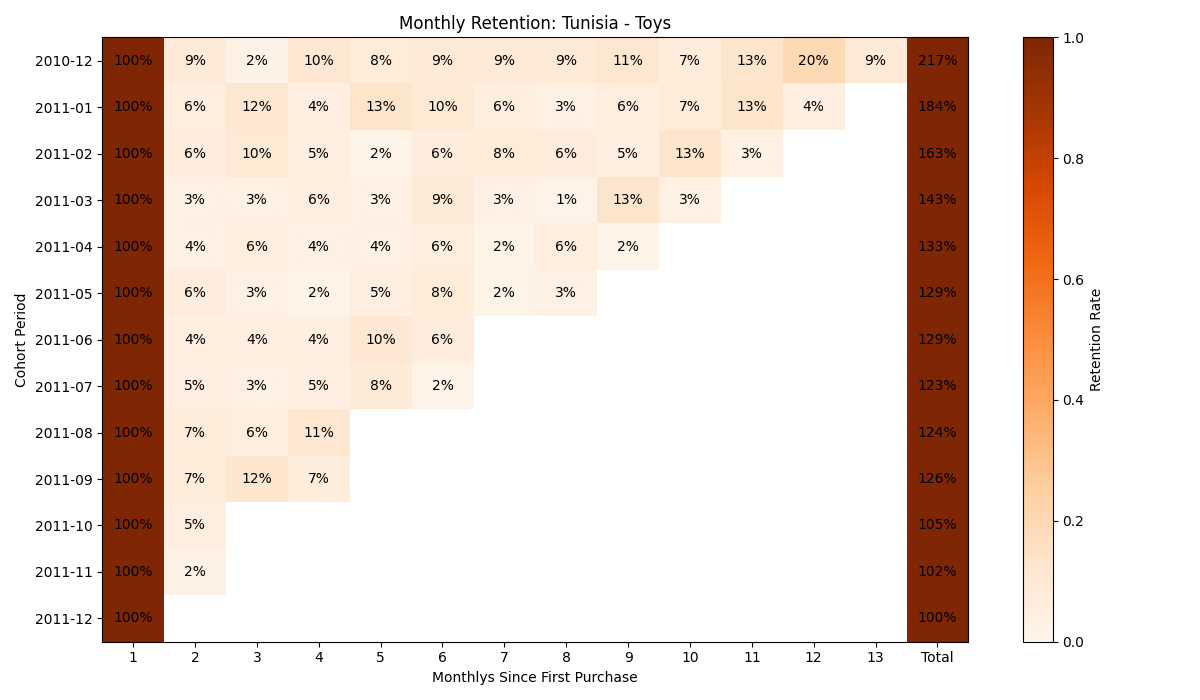 Monthly Retention: Tunisia - Toys
2010-12 100% 9% 2% 10% 8% 9% 9% 9% 11% 7% 13% 20% 9% 217%
2011-01 100% 6% 12% 4% 13% 10% 6% 3% 6% 7% 13% 4% 184%
2011-02 100% 6% 10% 5% 2% 6% 8% 6% 5% 13% 3% 163%
2011-03 100% 3% 3% 6% 3% 9% 3% 1% 13% 3% 143%
2011-04 100% 4% 6% 4% 4% 6% 2% 6% 2% 133%
2011-05 100% 6% 3% 2% 5% 8% 2% 3% 129%
2011-06 100% 4% 4% 4% 10% 6% 129%
2011-07 100% 5% 3% 5% 8% 2% 123%
2011-08 100% 7% 6% 11% 124%
2011-09 100% 7% 12% 7% 126%
2011-10 100% 5% 105%
2011-11 100% 2% 102%
2011-12 100% 100%
1 2 3 4 5 6 7 8 9 10 11 12 13 Total
Monthlys Since First Purchase
Cohort Period
1.0
0.8
0.6
0.4
0.2
0.0
Retention Rate